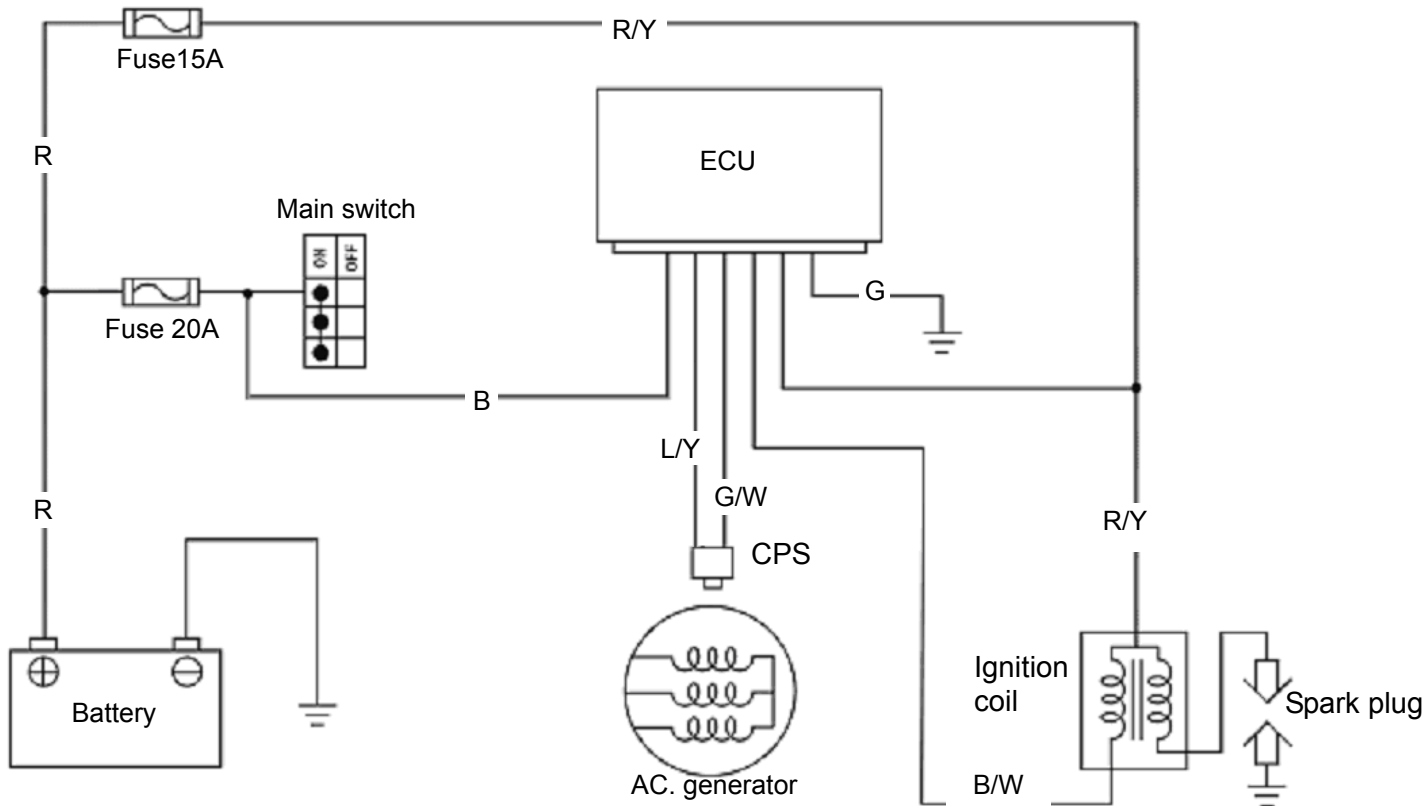 R/Y
Fuse15A
ECU
R
Main switch
ON
OFF
G
Fuse 20A
B
L/Y
G/W
R
R/Y
CPS
Ignition
coil
Battery
Spark plug
AC. generator
B/W